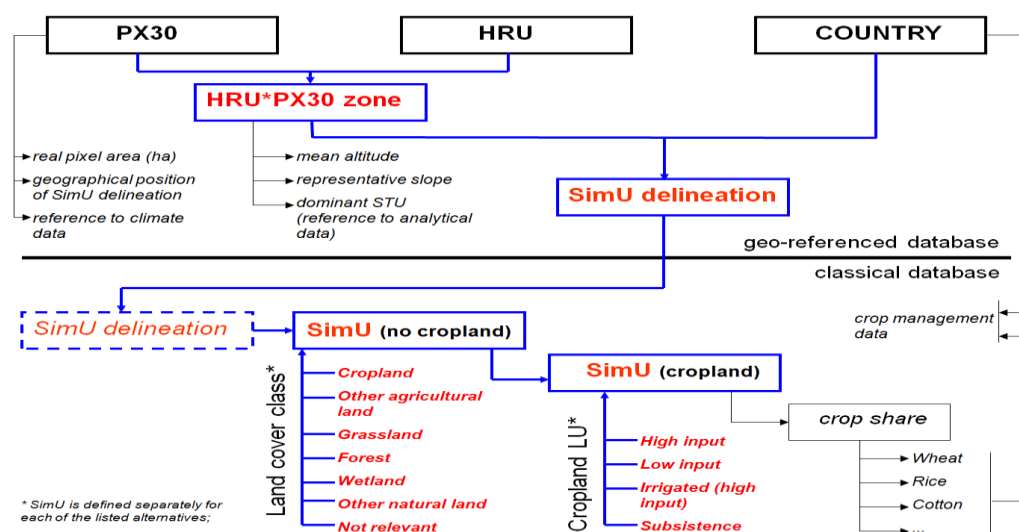 PX30
HRU
COUNTRY
HRU*PX30 zone
real pixel area (ha)
geographical position
of SimU delineation
reference to climate
data
mean altitude
representative slope
dominant STU
(reference to analytical
data)
SimU delineation
geo-referenced database
classical database
SimU delineation
SimU (no cropland)
crop management
data
SimU (cropland)
Land cover class*
Cropland
Other agricultural
land
Grassland
Forest
Wetland
Other natural land
Not relevant
Cropland LU*
High input
Low input
Irrigated (high
input)
Subsistence
crop share
Wheat
Rice
Cotton
...
* SimU is defined separately for
each of the listed alternatives;